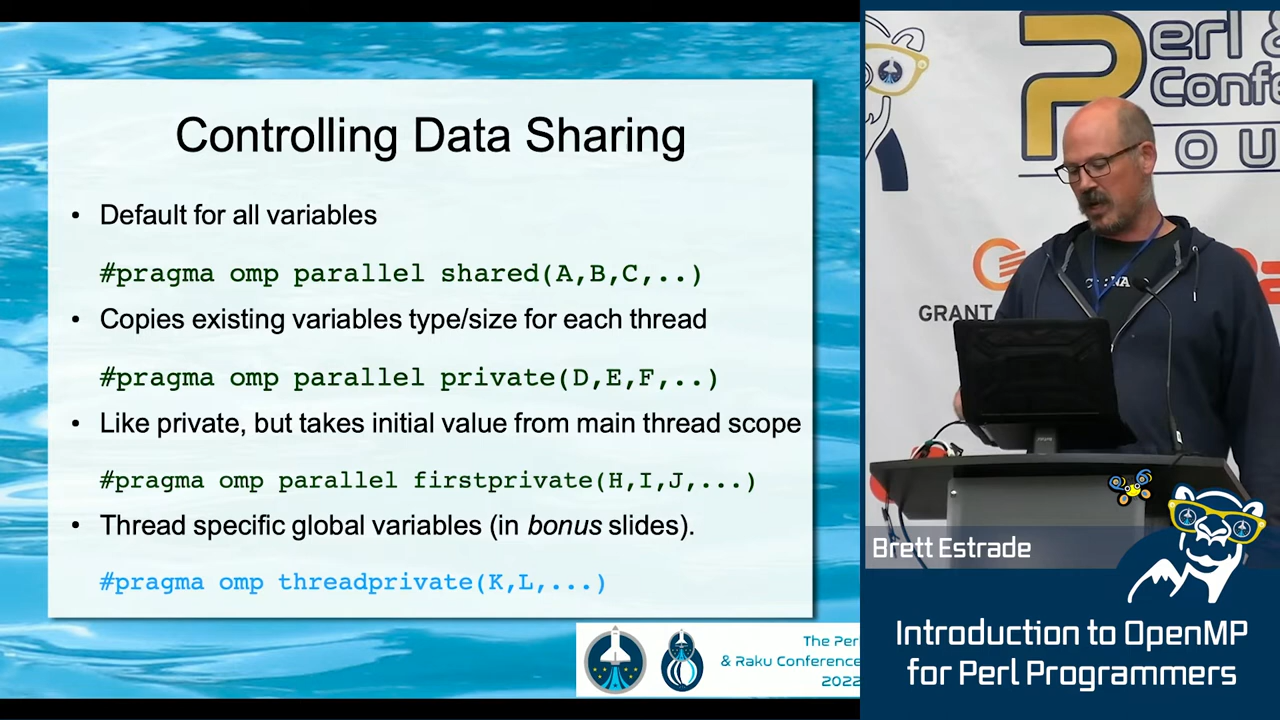 Controlling Data Sharing
• Default for all variables
#pragma omp parallel shared(A,B,C,..)
• Copies existing variables type/size for each thread
#pragma omp parallel private(D,E,F,..)
• Like private, but takes initial value from main thread scope
#pragma omp parallel firstprivate(H,I,J,...)
• Thread specific global variables (in bonus slides).
#pragma omp threadprivate(K,L,...)
The Per
& Raku Conference
2022
Perl &
Confe
GRANT
Brett Estrade
Introduction to OpenMP
for Perl Programmers